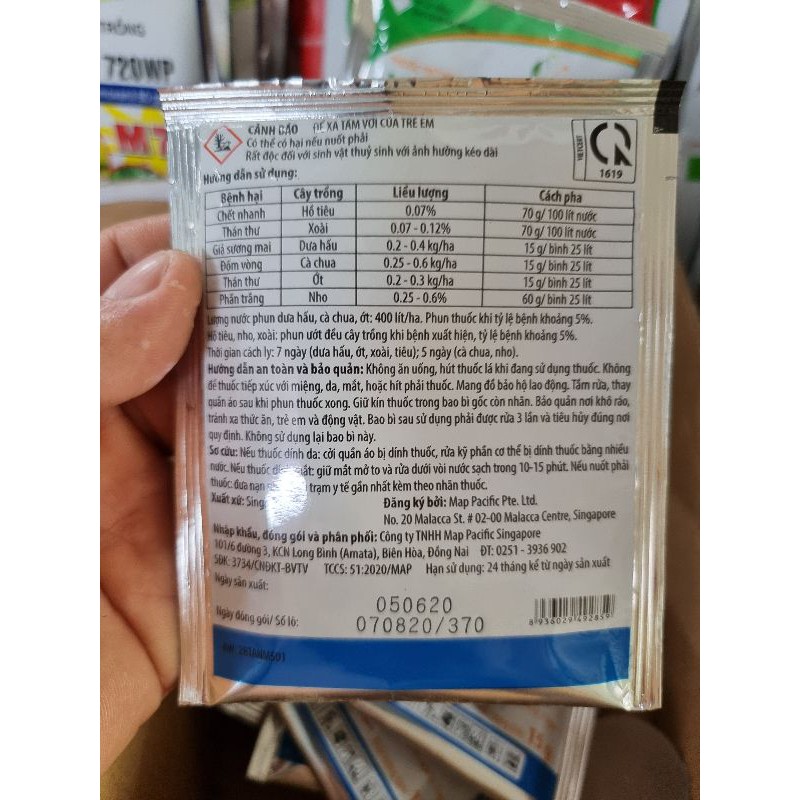 TRỒNG
720WP
CẢNH BÁO ĐỂ XA TẦM VỚI CỦA TRẺ EM
Có thể có hại nếu nuốt phải
Rất độc đối với sinh vật thuỷ sinh với ảnh hưởng kéo dài
VIETCERT
1619
Hướng dẫn sử dụng:
Bệnh hại Cây trồng Liều lượng Cách pha
Chết nhanh Hồ tiêu 0.07% 70 g/ 100 lít nước
Thán thư Xoài 0.07 - 0.12% 70 g/ 100 lít nước
Giả sương mai Dưa hấu 0.2 - 0.4 kg/ha 15 g/ bình 25 lít
Đốm vòng Cà chua 0.25 - 0.6 kg/ha 15 g/ bình 25 lít
Thán thư Ớt 0.2 - 0.3 kg/ha 15 g/ bình 25 lít
Phấn trắng Nho 0.25 - 0.6% 60 g/ bình 25 lít
Lượng nước phun dưa hấu, cà chua, ớt: 400 lít/ha. Phun thuốc khi tỷ lệ bệnh khoảng 5%.
Hồ tiêu, nho, xoài: phun ướt đều cây trồng khi bệnh xuất hiện, tỷ lệ bệnh khoảng 5%.
Thời gian cách ly: 7 ngày (dưa hấu, ớt, xoài, tiêu); 5 ngày (cà chua, nho).
Hướng dẫn an toàn và bảo quản: Không ăn uống, hút thuốc lá khi đang sử dụng thuốc. Không
để thuốc tiếp xúc với miệng, da, mắt, hoặc hít phải thuốc. Mang đồ bảo hộ lao động. Tắm rửa, thay
quần áo sau khi phun thuốc xong. Giữ kín thuốc trong bao bì gốc còn nhãn. Bảo quản nơi khô ráo,
tránh xa thức ăn, trẻ em và động vật. Bao bì sau sử dụng phải được rửa 3 lần và tiêu hủy đúng nơi
quy định. Không sử dụng lại bao bì này.
Sơ cứu: Nếu thuốc dính da: cởi quần áo bị dính thuốc, rửa kỹ phần cơ thể bị dính thuốc bằng nhiều
nước. Nếu thuốc dính mắt: giữ mắt mở to và rửa dưới vòi nước sạch trong 10-15 phút. Nếu nuốt phải
thuốc: đưa nạn trạm y tế gần nhất kèm theo nhãn thuốc.
Xuất xứ: Sing Đăng ký bởi: Map Pacific Pte. Ltd.
No. 20 Malacca St. # 02-00 Malacca Centre, Singapore
Nhập khẩu, đóng gói và phân phối: Công ty TNHH Map Pacific Singapore
101/6 đường 3, KCN Long Bình (Amata), Biên Hòa, Đồng Nai ĐT: 0251 - 3936 902
SĐK: 3734/CNĐKT-BVTV TCCS: 51:2020/MAP Hạn sử dụng: 24 tháng kể từ ngày sản xuất
Ngày sản xuất: 050620
Ngày đóng gói/ Số lô: 070820/370
8 936029 492859